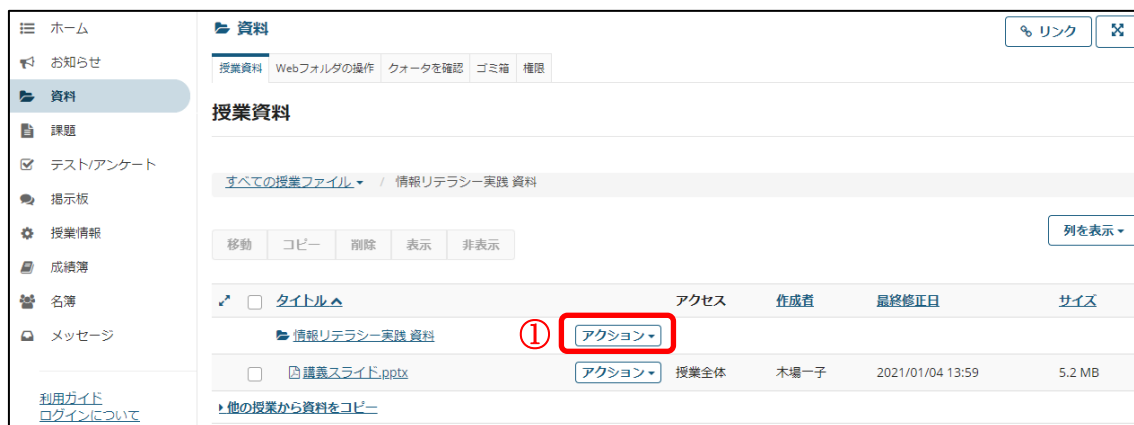 ホーム
お知らせ
資料
課題
テスト/アンケート
掲示板
授業情報
成績簿
名簿
メッセージ
利用ガイド
ログインについて
資料
リンク
授業資料 Webフォルダの操作 クォータを確認 ゴミ箱 権限
授業資料
すべての授業ファイル / 情報リテラシー実践 資料
列を表示
移動 コピー 削除 表示 非表示
タイトル アクセス 作成者 最終修正日 サイズ
情報リテラシー実践 資料 ① アクション
講義スライド.pptx アクション 授業全体 木場一子 2021/01/04 13:59 5.2 MB
他の授業から資料をコピー